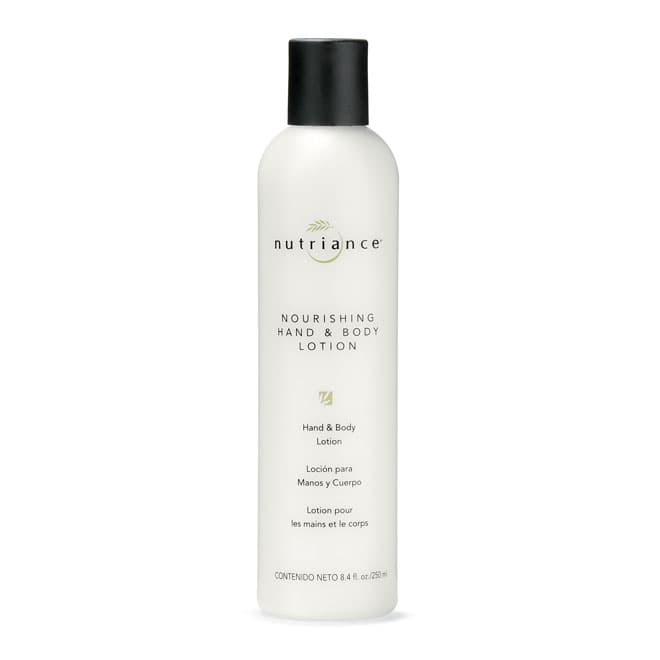 nutriance
NOURISHING
HAND & BODY
LOTION
Hand & Body
Lotion
Loción para
Manos y Cuerpo
Lotion pour
les mains et le corps
CONTENIDO NETO 8.4 fl. oz./250 ml